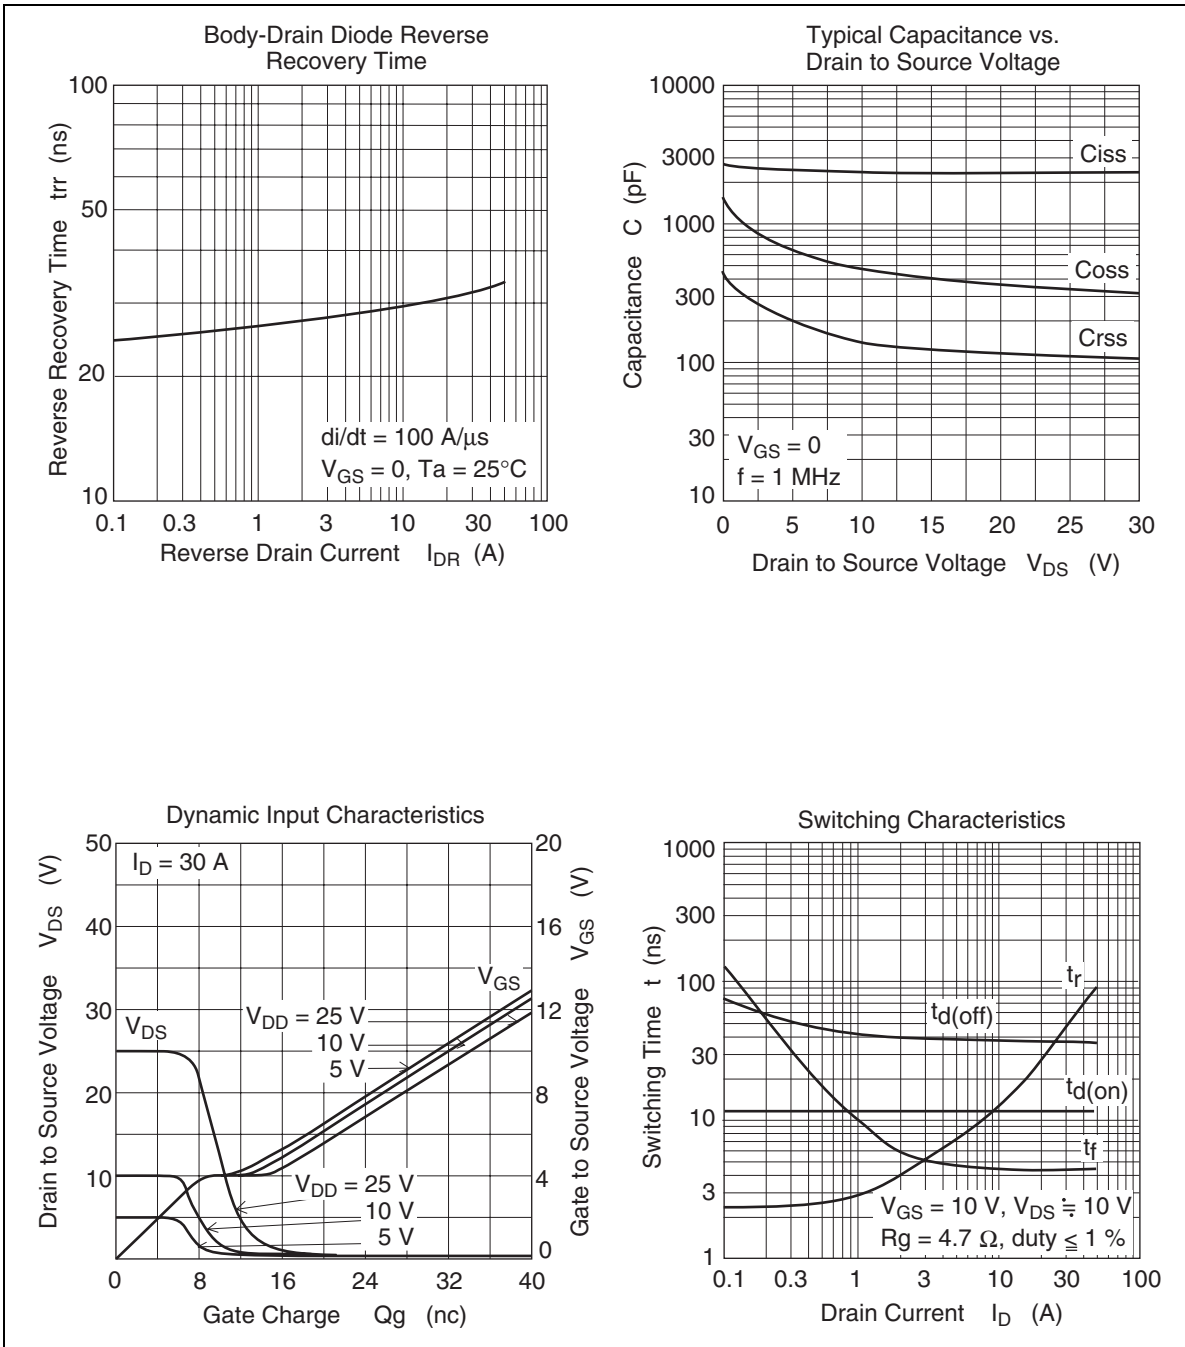 Body-Drain Diode Reverse
Recovery Time
Reverse Recovery Time trr (ns)
100
50
20
10
di/dt = 100 A/μs
VGS = 0, Ta = 25°C
0.1 0.3 1 3 10 30 100
Reverse Drain Current IDR (A)
Typical Capacitance vs.
Drain to Source Voltage
Capacitance C (pF)
10000
3000
1000
300
100
30
10
Ciss
Coss
Crss
VGS = 0
f = 1 MHz
0 5 10 15 20 25 30
Drain to Source Voltage VDS (V)
Dynamic Input Characteristics
Drain to Source Voltage VDS (V)
50
40
30
20
10
0
ID = 30 A
VDS
VGS
VDD = 25 V
10 V
5 V
VDD = 25 V
10 V
5 V
20
16
12
8
4
0
Gate to Source Voltage VGS (V)
8 16 24 32 40
Gate Charge Qg (nc)
Switching Characteristics
Switching Time t (ns)
1000
300
100
30
10
3
1
tr
td(off)
td(on)
tf
VGS = 10 V, VDS ≒ 10 V
Rg = 4.7 Ω, duty ≦ 1 %
0.1 0.3 1 3 10 30 100
Drain Current ID (A)